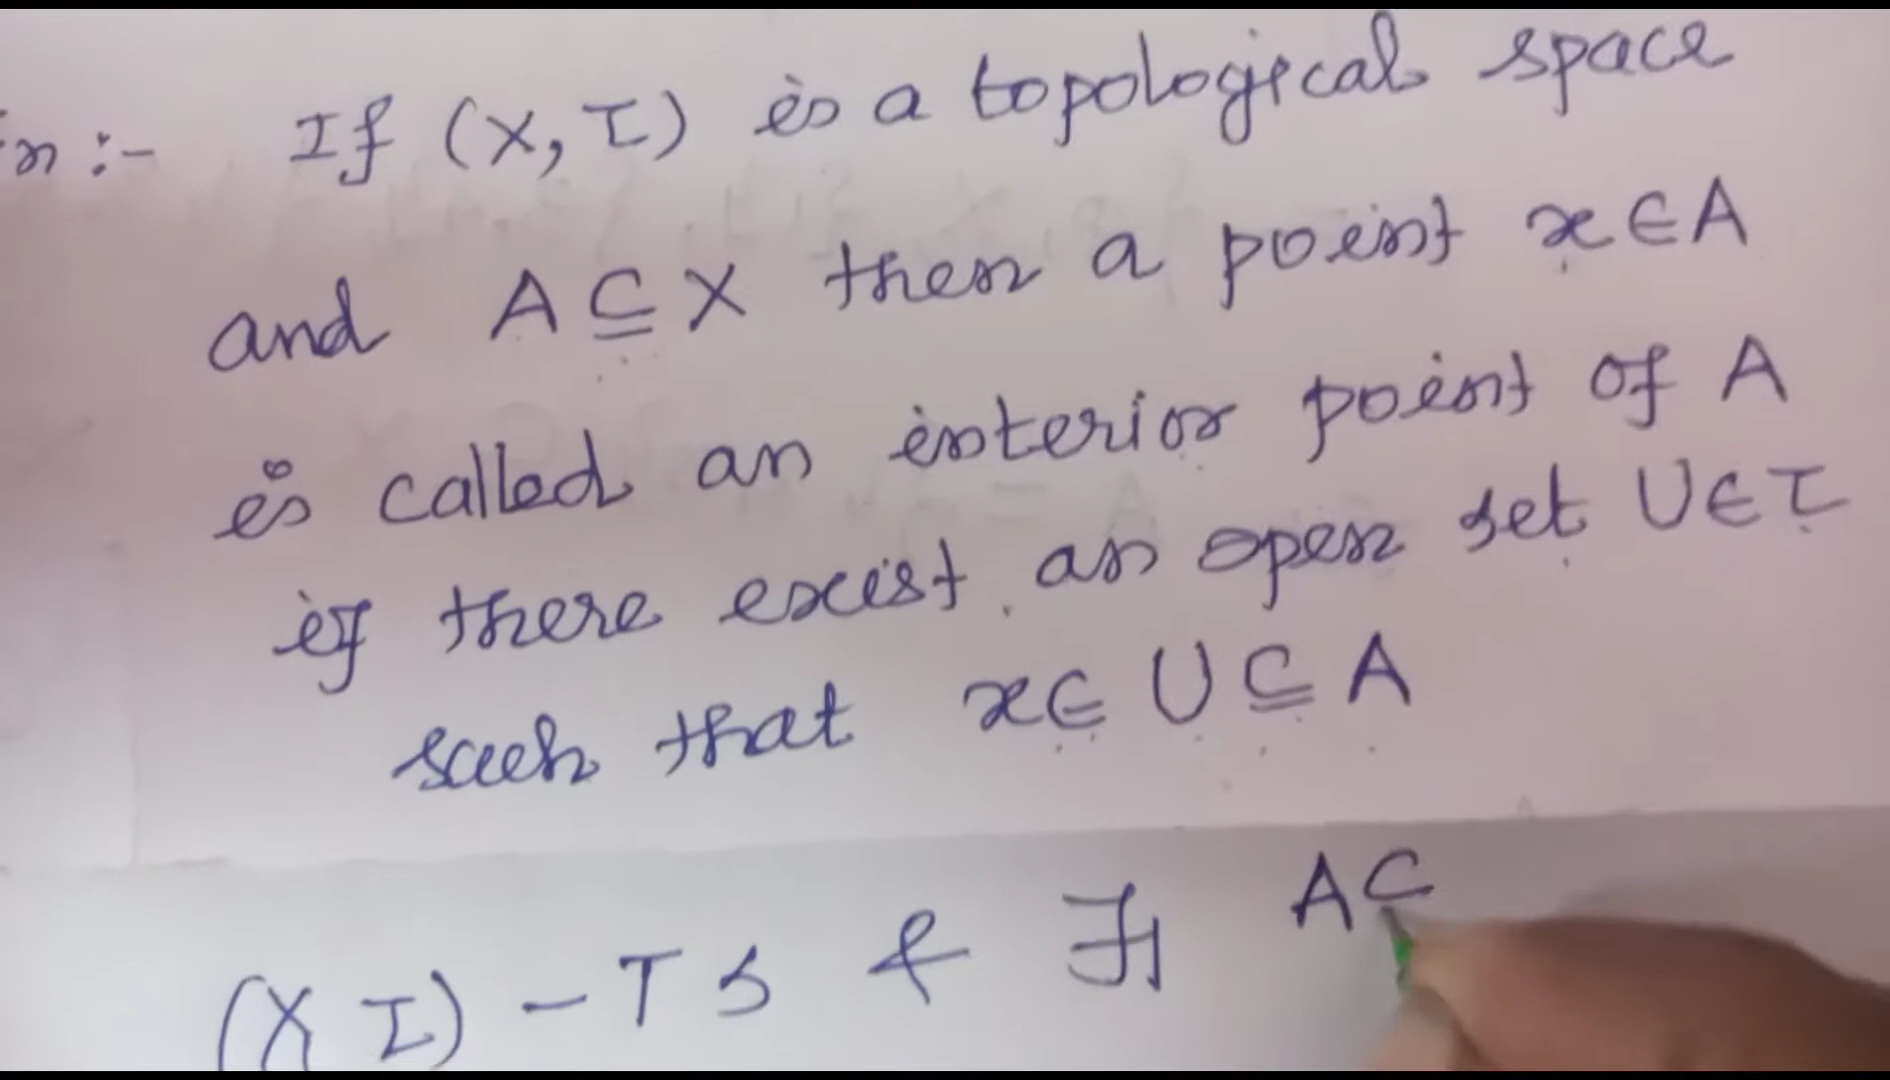 n :- If (X, τ) is a topological space
and A ⊆ X then a point x ∈ A
is called an interior point of A
if there exist an open set U ∈ τ
such that x ∈ U ⊆ A
(X τ) - T S & ∃ A ⊂